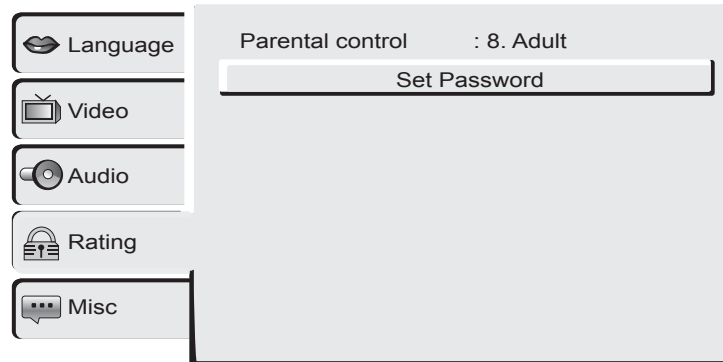 Language
Video
Audio
Rating
Misc
Parental control : 8. Adult
Set Password